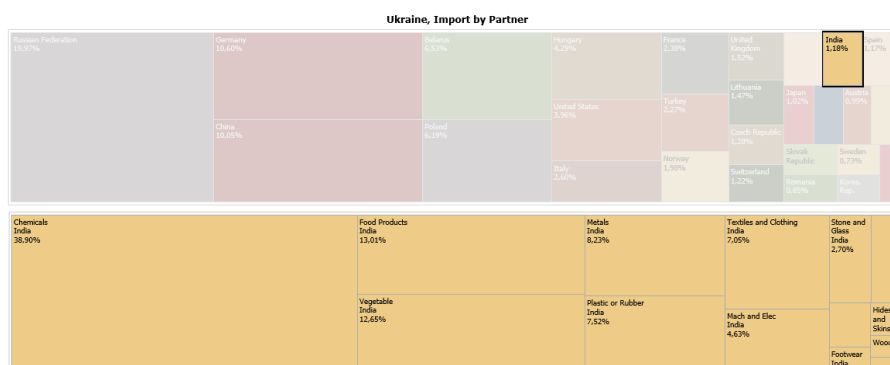 Ukraine, Import by Partner
Russian Federation
Germany
10,60%
Belarus
6,53%
Hungary
4,29%
France
2,38%
United
Kingdom
1,52%
India
1,18%
Spain
1,17%
Lithuania
1,47%
Japan
1,02%
Austria
0,99%
China
10,05%
Poland
6,19%
United States
3,96%
Turkey
2,27%
Czech Republic
Italy
2,60%
Norway
1,98%
Switzerland
1,22%
Slovak
Republic
Sweden
0,73%
Romania
0,85%
Korea,
Rep.
Chemicals
India
38,90%
Food Products
India
13,01%
Metals
India
8,23%
Textiles and Clothing
India
7,05%
Stone and
Glass
India
2,70%
Vegetable
India
12,65%
Plastic or Rubber
India
7,52%
Mach and Elec
India
4,63%
Hides
and
Skins
Wood
Footwear
India